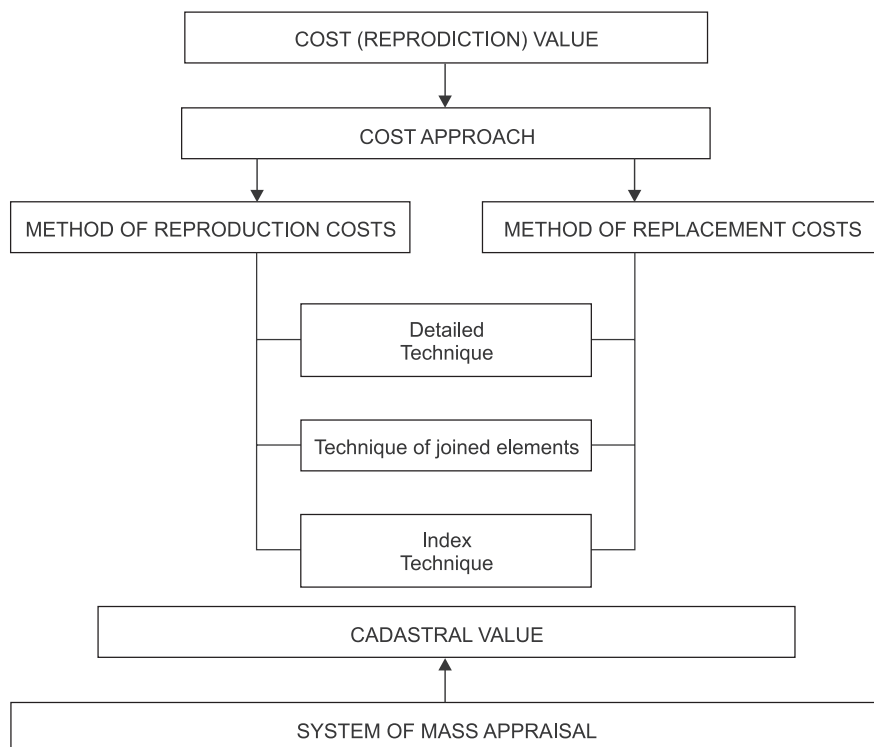 COST (REPRODICTION) VALUE
COST APPROACH
METHOD OF REPRODUCTION COSTS
METHOD OF REPLACEMENT COSTS
Detailed
Technique
Technique of joined elements
Index
Technique
CADASTRAL VALUE
SYSTEM OF MASS APPRAISAL